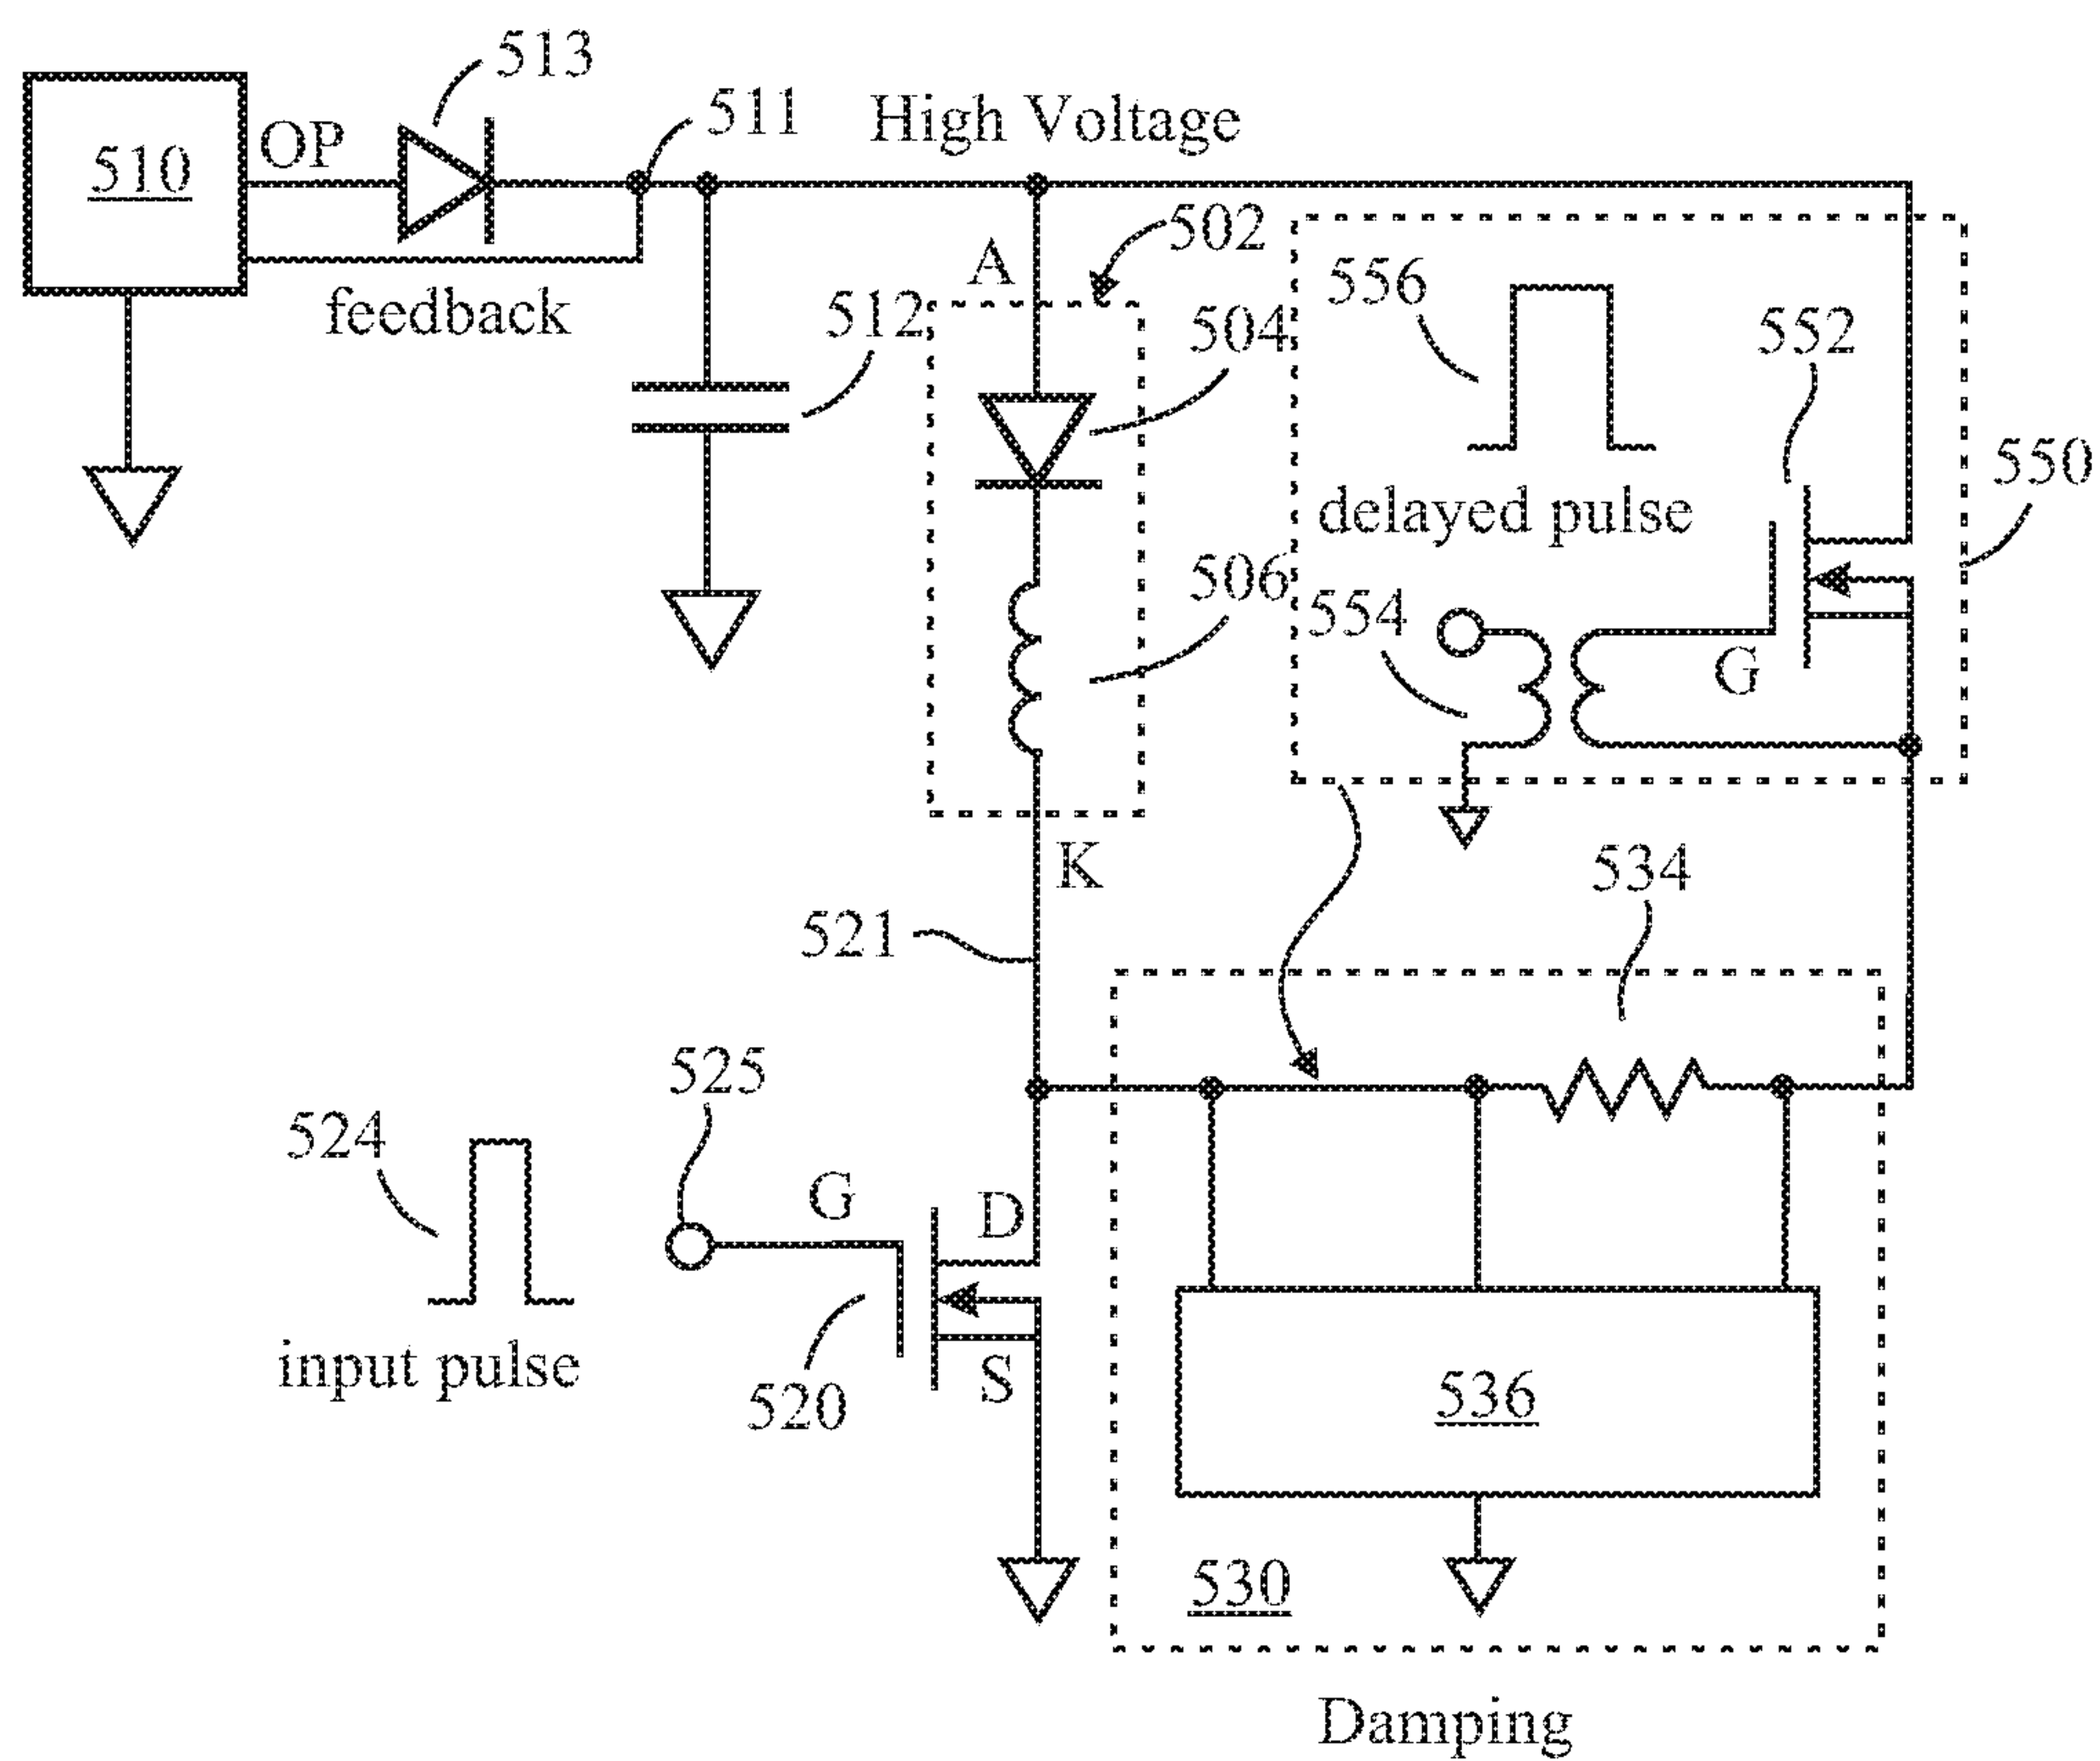 513
511
High Voltage
OP
510
502
A
556
feedback
512
504
552
550
delayed pulse
506
554
G
K
534
521
525
524
G
D
input pulse
520
S
536
530
Damping